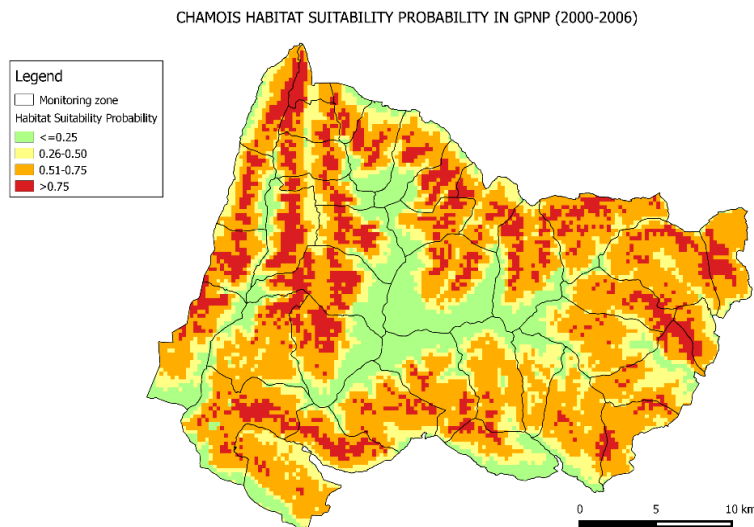 CHAMOIS HABITAT SUITABILITY PROBABILITY IN GPNP (2000-2006)
Legend
Monitoring zone
Habitat Suitability Probability
<=0.25
0.26-0.50
0.51-0.75
>0.75
0 5 10 km